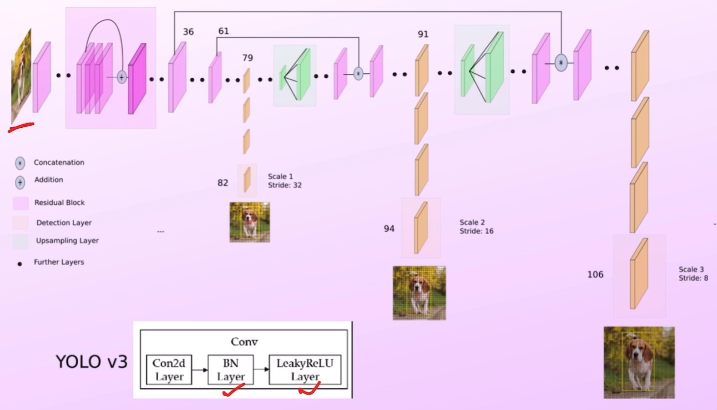 36
61
79
91
Concatenation
Addition
Residual Block
Detection Layer
Upsampling Layer
Further Layers
82
Scale 1
Stride: 32
...
94
Scale 2
Stride: 16
106
Scale 3
Stride: 8
YOLO v3
Conv
Con2d
Layer
BN
Layer
LeakyReLU
Layer